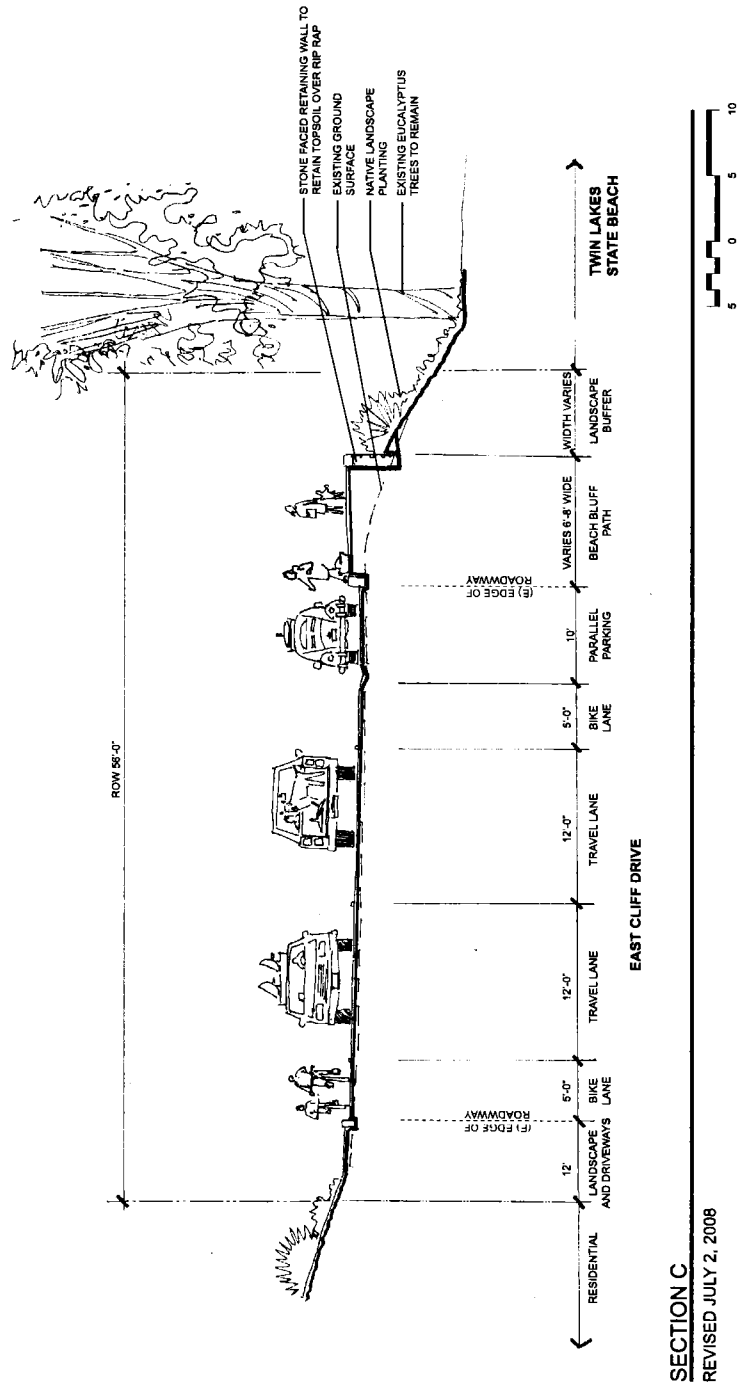 ROW 56'-0"
STONE FACED RETAINING WALL TO
RETAIN TOPSOIL OVER RIP RAP
EXISTING GROUND
SURFACE
NATIVE LANDSCAPE
PLANTING
EXISTING EUCALYPTUS
TREES TO REMAIN
(E) EDGE OF
ROADWWAY
(E) EDGE OF
ROADWWAY
12'
5'-0"
12'-0"
12'-0"
5'-0"
10'
VARIES 6'-8' WIDE
WIDTH VARIES
RESIDENTIAL
LANDSCAPE
AND DRIVEWAYS
BIKE
LANE
TRAVEL LANE
TRAVEL LANE
BIKE
LANE
PARALLEL
PARKING
BEACH BLUFF
PATH
LANDSCAPE
BUFFER
TWIN LAKES
STATE BEACH
EAST CLIFF DRIVE
5 0 5 10
SECTION C
REVISED JULY 2, 2008